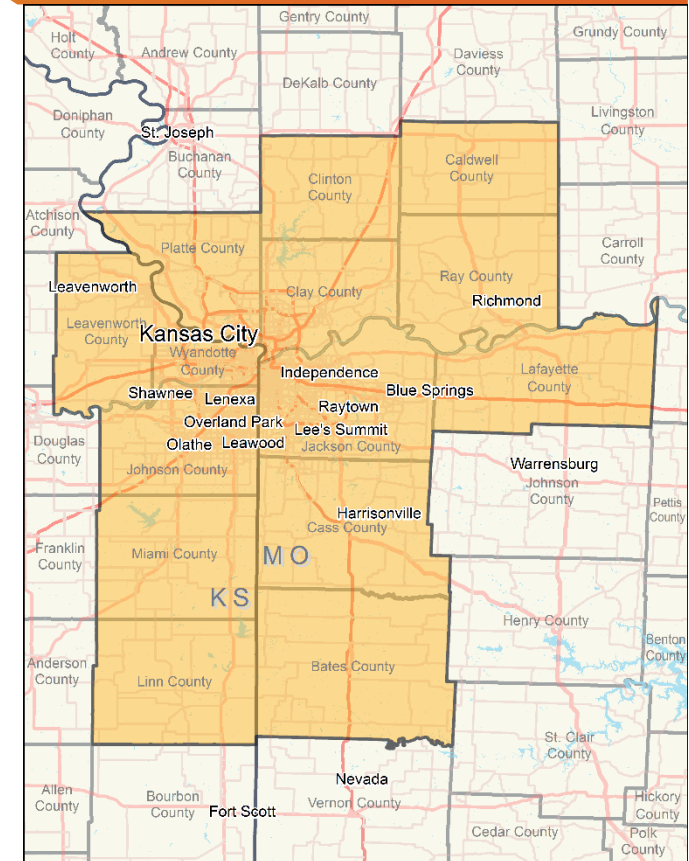 Gentry County
Holt
County
Andrew County
Daviess
County
Grundy County
DeKalb County
Doniphan
County
St. Joseph
Livingston
County
Buchanan
County
Clinton
County
Caldwell
County
Atchison
County
Platte County
Carroll
County
Clay County
Ray County
Leavenworth
Richmond
Leavenworth
County
Kansas City
Wyandotte
County
Independence
Lafayette
County
Shawnee
Lenexa
Blue Springs
Raytown
Overland Park
Lee's Summit
Olathe
Leawood
Jackson County
Douglas
County
Johnson County
Warrensburg
Johnson
County
Pettis
County
Harrisonville
Cass County
Franklin
County
Miami County
MO
KS
Henry County
Benton
County
Anderson
County
Linn County
Bates County
St. Clair
County
Nevada
Allen
County
Bourbon
County
Fort Scott
Vernon County
Hickory
County
Cedar County
Polk
County